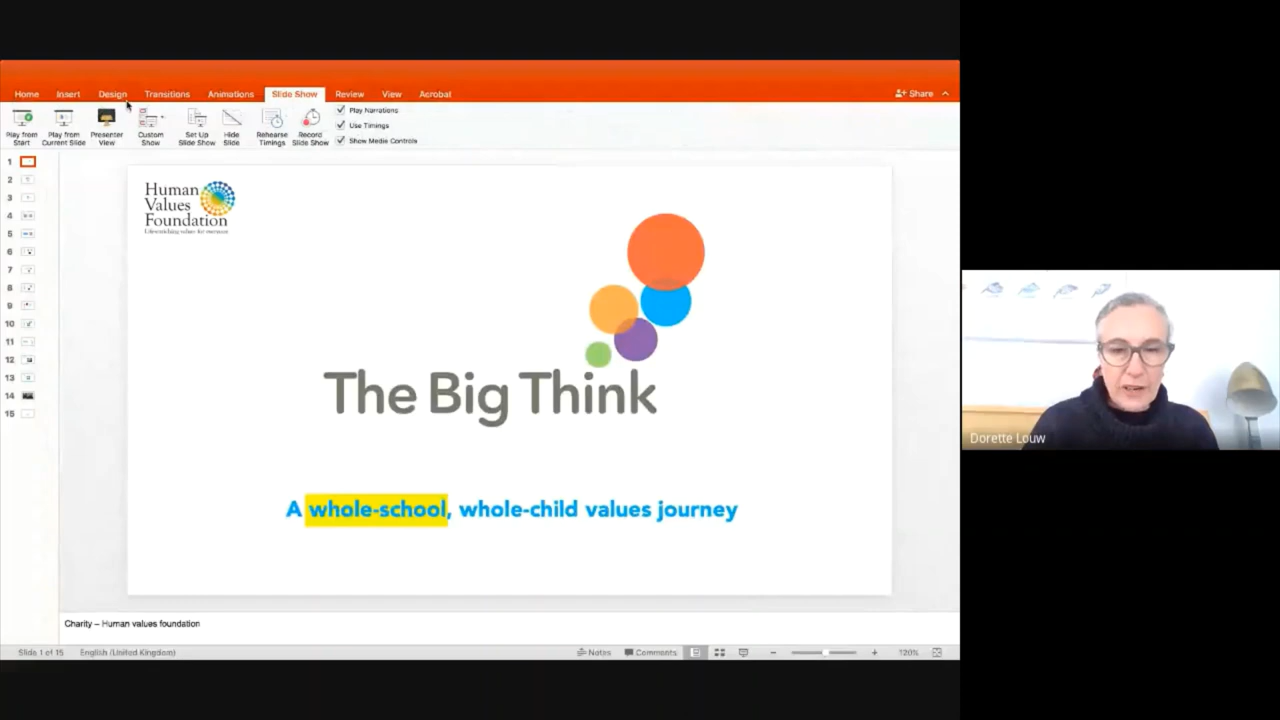 Home Insert Design Transitions Animations Slide Show Review View Acrobat Share
Play from Start
Play from Current Slide
Presenter View
Custom Show
Set Up Slide Show
Hide Slide
Rehearse Timings
Record Slide Show
Play Narrations
Use Timings
Show Media Controls
1
2
3
4
5
6
7
8
9
10
11
12
13
14
15
Human
Values
Foundation
The Big Think
A whole-school, whole-child values journey
Charity – Human values foundation
Slide 1 of 15 English (United Kingdom) Notes Comments 120%
Dorette Louw